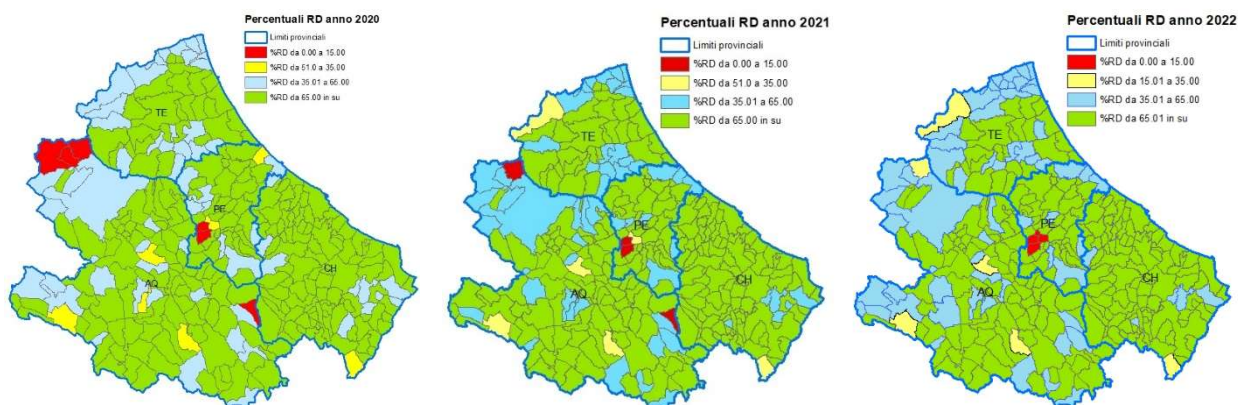 Percentuali RD anno 2020
Limiti provinciali
%RD da 0.00 a 15.00
%RD da 51.0 a 35.00
%RD da 35.01 a 65.00
%RD da 65.00 in su
TE
PE
AQ
CH
Percentuali RD anno 2021
Limiti provinciali
%RD da 0.00 a 15.00
%RD da 51.0 a 35.00
%RD da 35.01 a 65.00
%RD da 65.00 in su
TE
PE
AQ
CH
Percentuali RD anno 2022
Limiti provinciali
%RD da 0.00 a 15.00
%RD da 15.01 a 35.00
%RD da 35.01 a 65.00
%RD da 65.01 in su
TE
PE
AQ
CH